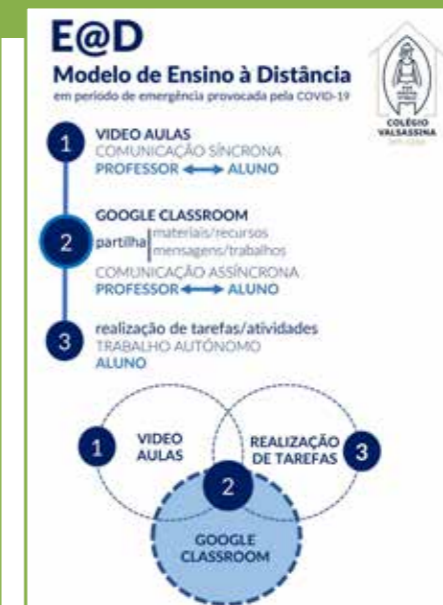 E@D
Modelo de Ensino à Distância
em período de emergência provocada pela COVID-19
COLÉGIO
VALSASSINA
1
VIDEO AULAS
COMUNICAÇÃO SÍNCRONA
PROFESSOR ALUNO
2
GOOGLE CLASSROOM
partilha
materiais/recursos
mensagens/trabalhos
COMUNICAÇÃO ASSÍNCRONA
PROFESSOR ALUNO
3
realização de tarefas/atividades
TRABALHO AUTÓNOMO
ALUNO
1
VIDEO
AULAS
REALIZAÇÃO
DE TAREFAS
3
2
GOOGLE
CLASSROOM